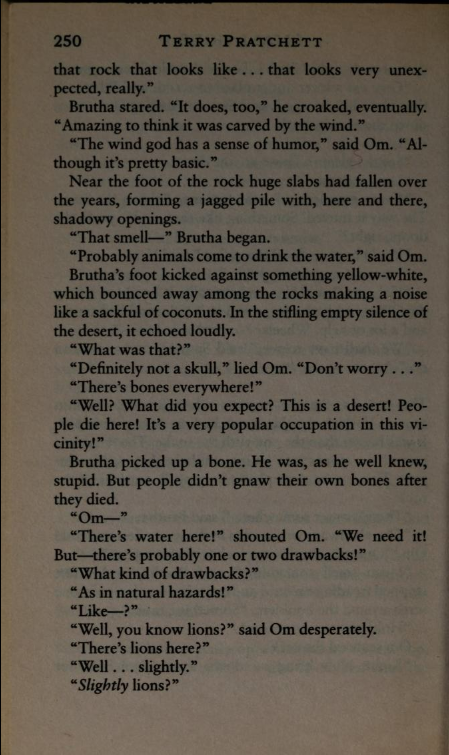 250 TERRY PRATCHETT
that rock that looks like . . . that looks very unex-
pected, really.”
Brutha stared. “It does, too,” he croaked, eventually.
“Amazing to think it was carved by the wind.”
“The wind god has a sense of humor,” said Om. “Al-
though it’s pretty basic.”
Near the foot of the rock huge slabs had fallen over
the years, forming a jagged pile with, here and there,
shadowy openings.
“That smell—” Brutha began.
“Probably animals come to drink the water,” said Om.
Brutha’s foot kicked against something yellow-white,
which bounced away among the rocks making a noise
like a sackful of coconuts. In the stifling empty silence of
the desert, it echoed loudly.
“What was that?”
“Definitely not a skull,” lied Om. “Don’t worry . . .”
“There’s bones everywhere!”
“Well? What did you expect? This is a desert! Peo-
ple die here! It’s a very popular occupation in this vi-
cinity!”
Brutha picked up a bone. He was, as he well knew,
stupid. But people didn’t gnaw their own bones after
they died.
“Om—”
“There’s water here!” shouted Om. “We need it!
But—there’s probably one or two drawbacks!”
“What kind of drawbacks?”
“As in natural hazards!”
“Like—?”
“Well, you know lions?” said Om desperately.
“There’s lions here?”
“Well . . . slightly.”
“Slightly lions?”